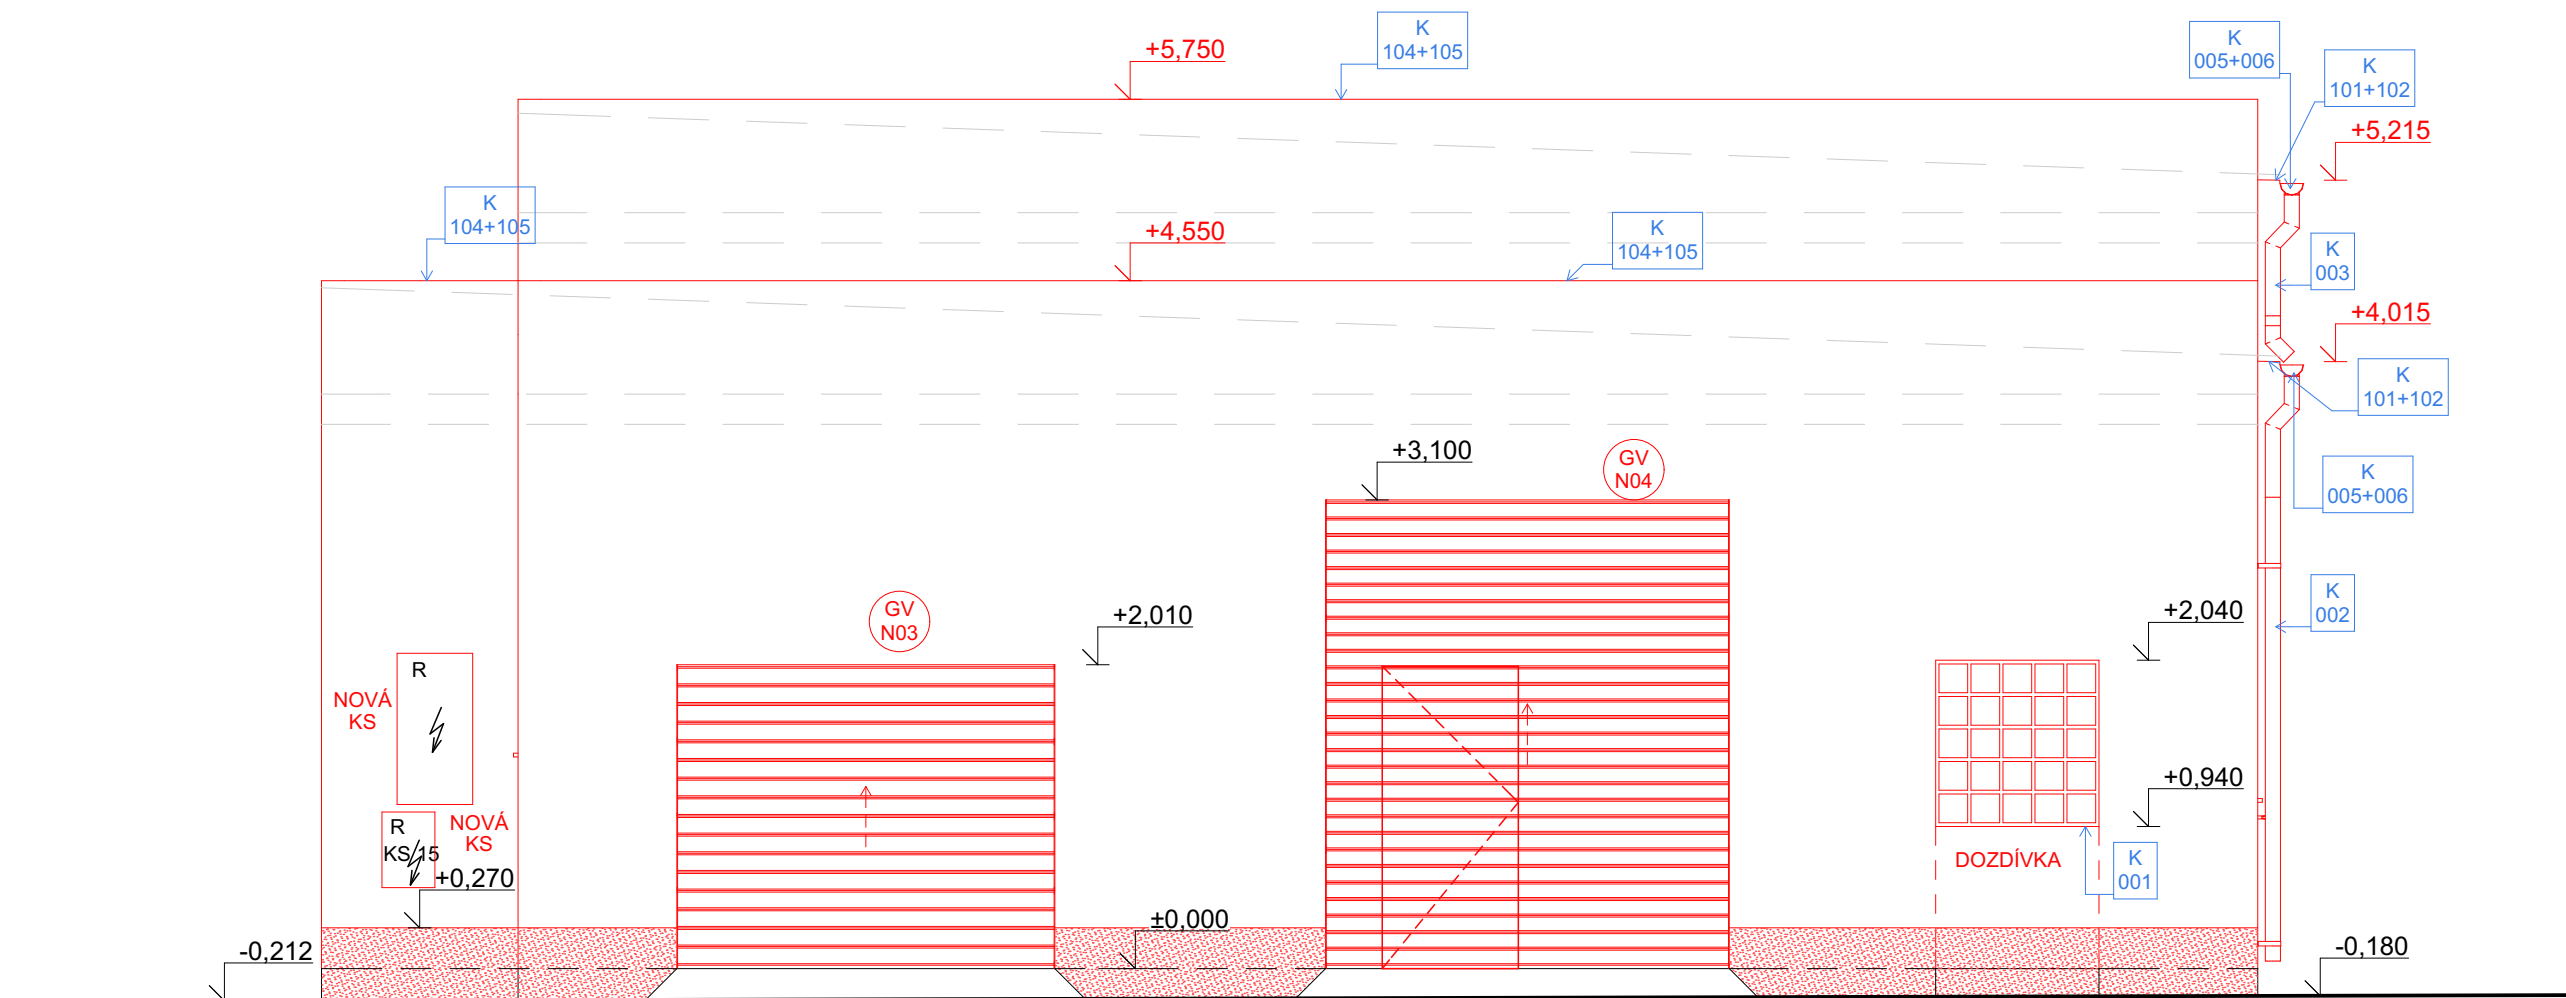 K
104+105
K
005+006
+5,750
K
101+102
+5,215
K
104+105
K
104+105
+4,550
K
003
+4,015
K
101+102
+3,100
GV
N04
K
005+006
GV
N03
+2,010
K
002
+2,040
R
NOVÁ
KS
+0,940
R
KS 15
NOVÁ
KS
DOZDÍVKA
K
001
+0,270
±0,000
-0,212
-0,180